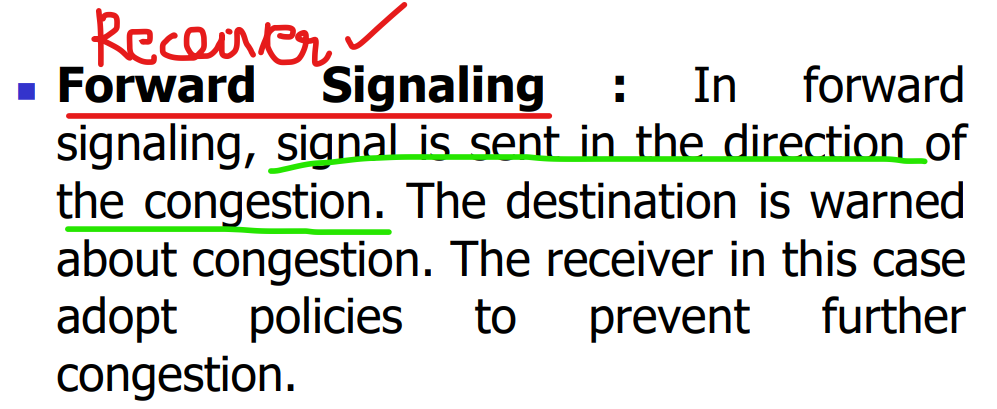 Receiver ✓
■ Forward Signaling : In forward
signaling, signal is sent in the direction of
the congestion. The destination is warned
about congestion. The receiver in this case
adopt policies to prevent further
congestion.